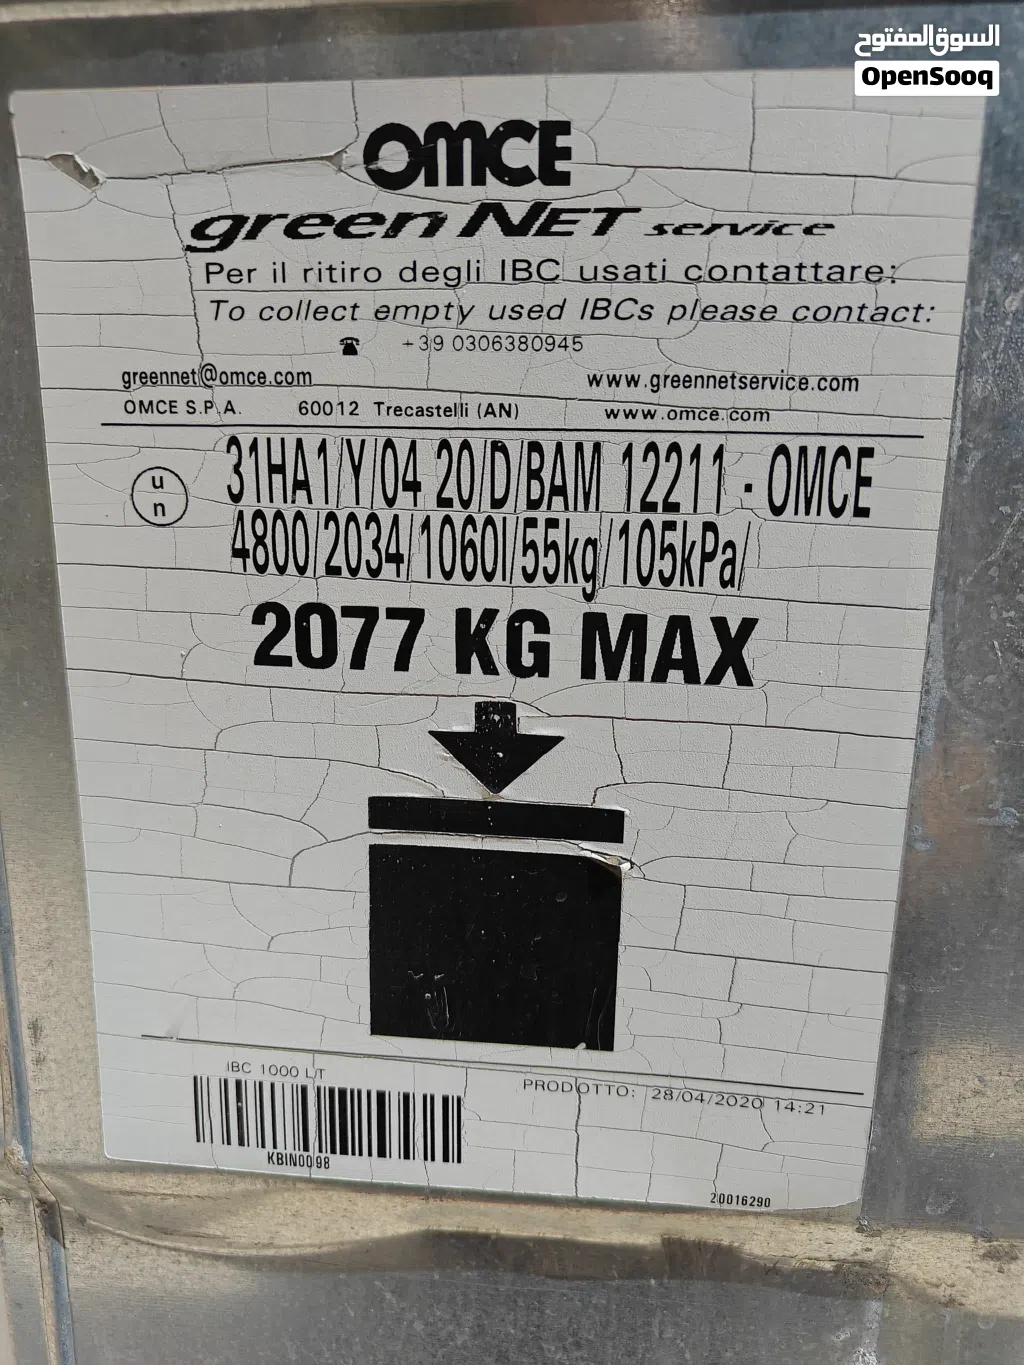 السوق المفتوح
OpenSooq
OMCE
green NET service
Per il ritiro degli IBC usati contattare:
To collect empty used IBCs please contact:
+39 0306380945
greennet@omce.com www.greennetservice.com
OMCE S.P.A. 60012 Trecastelli (AN) www.omce.com
un 31HA1/Y/04 20/D/BAM 12211 - OMCE
4800/2034/1060l/55kg/105kPa/
2077 KG MAX
IBC 1000 LIT
PRODOTTO: 28/04/2020 14:21
KBIN0098
20016290